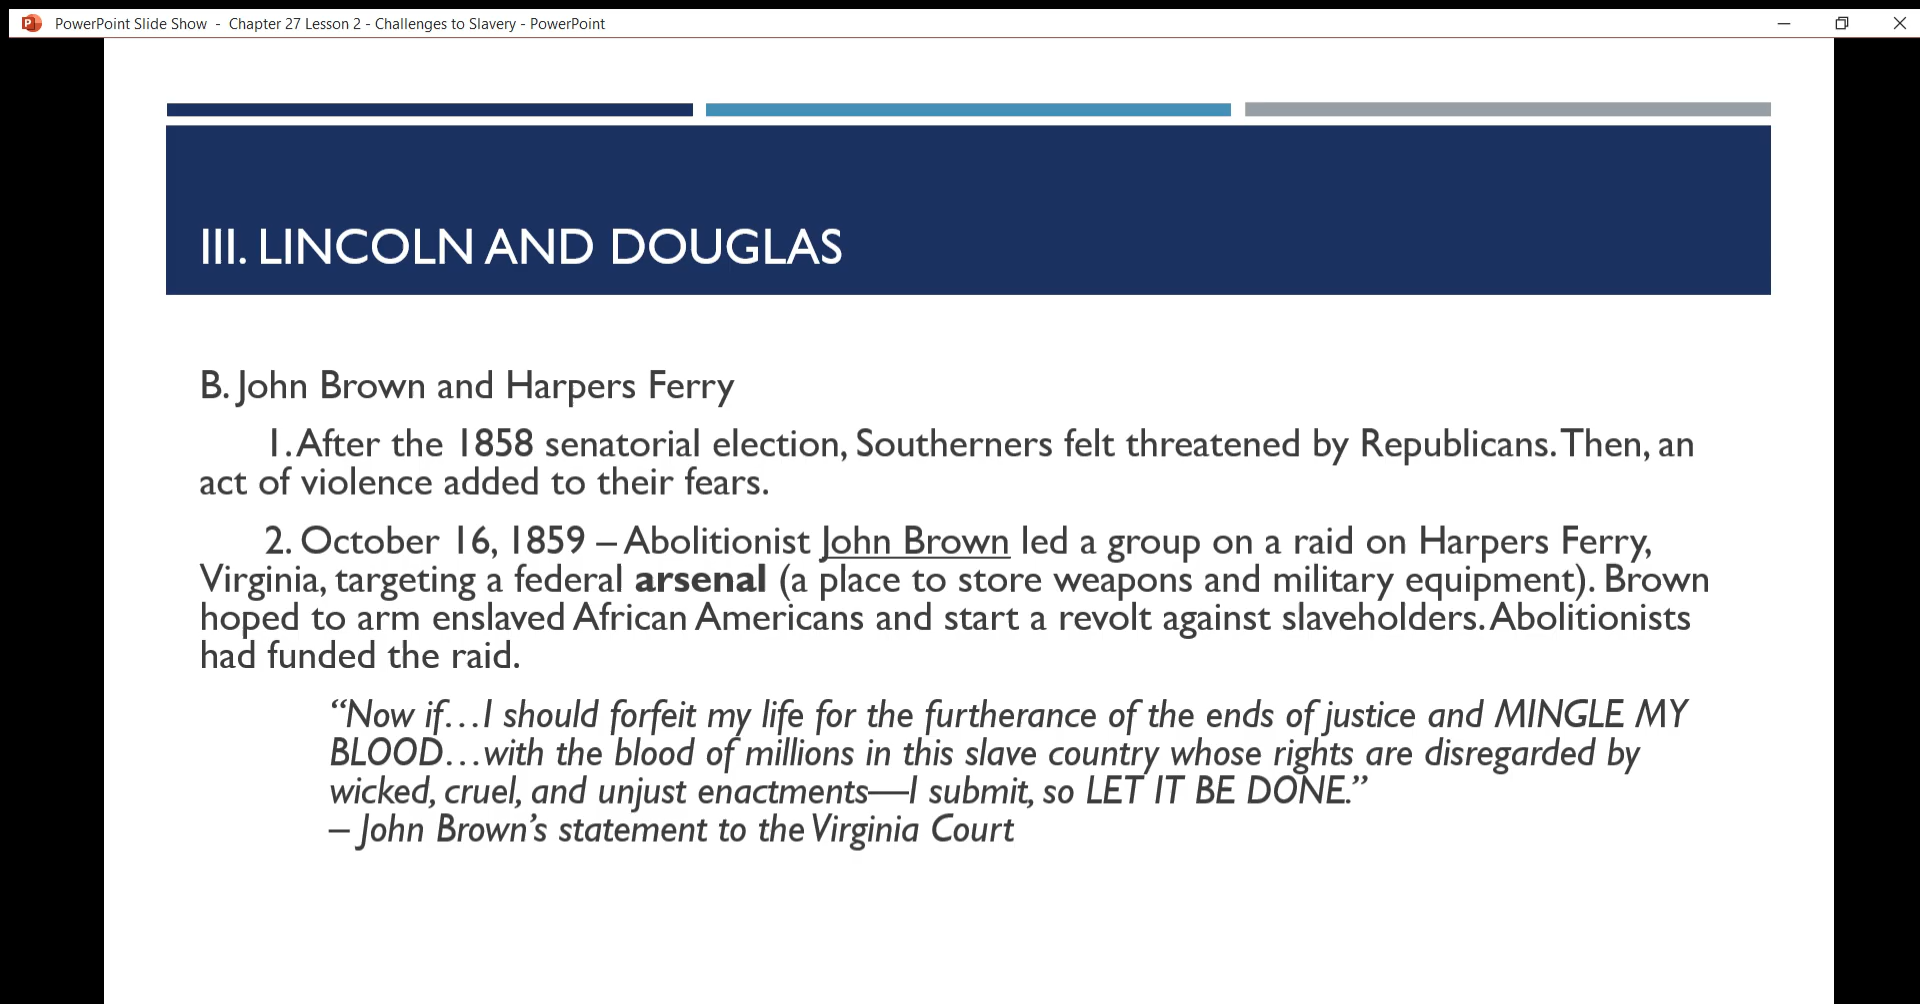 PowerPoint Slide Show - Chapter 27 Lesson 2 - Challenges to Slavery - PowerPoint
III. LINCOLN AND DOUGLAS
B. John Brown and Harpers Ferry
1. After the 1858 senatorial election, Southerners felt threatened by Republicans. Then, an
act of violence added to their fears.
2. October 16, 1859 – Abolitionist John Brown led a group on a raid on Harpers Ferry,
Virginia, targeting a federal arsenal (a place to store weapons and military equipment). Brown
hoped to arm enslaved African Americans and start a revolt against slaveholders. Abolitionists
had funded the raid.
“Now if…I should forfeit my life for the furtherance of the ends of justice and MINGLE MY
BLOOD…with the blood of millions in this slave country whose rights are disregarded by
wicked, cruel, and unjust enactments—I submit, so LET IT BE DONE.”
– John Brown’s statement to the Virginia Court